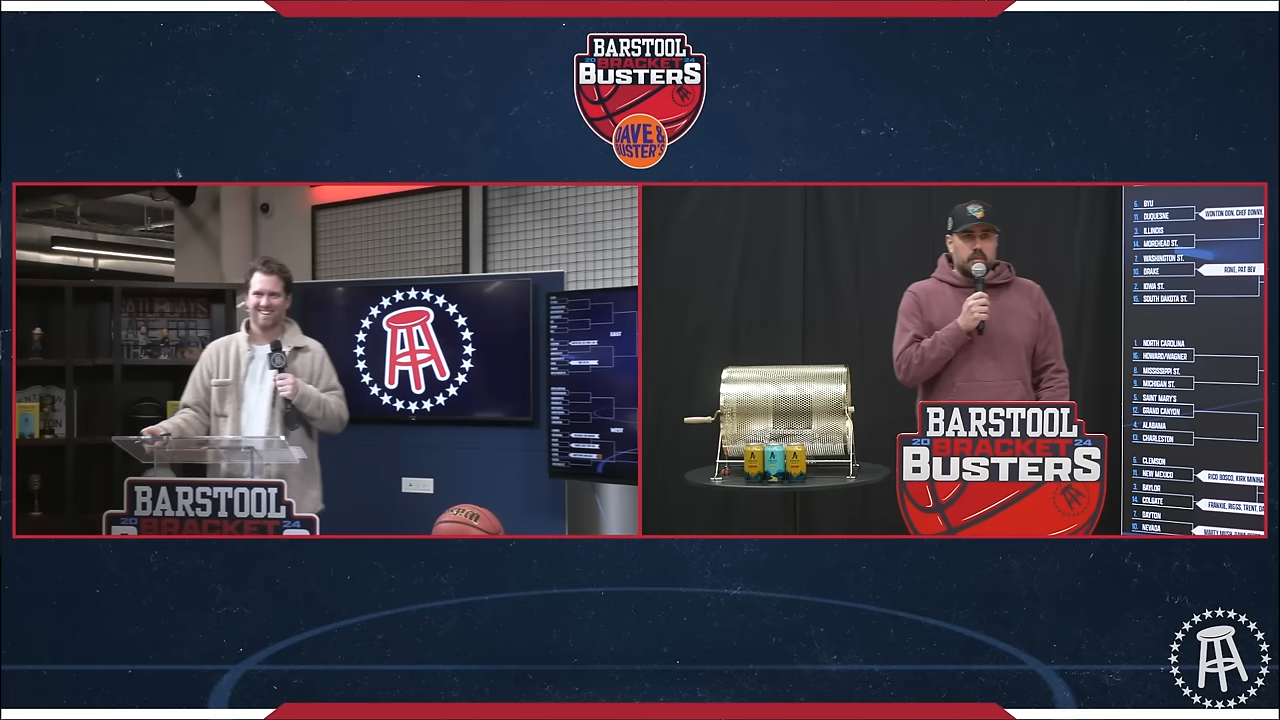 BARSTOOL
20 BRACKET 24
BUSTERS
DAVE &
BUSTER'S
EAST
WEST
BARSTOOL
20 BRACKET 24
BARSTOOL
20 BRACKET 24
BUSTERS
6. BYU
11. DUQUESNE
WONTON DON, CHEF DONNIE,
3. ILLINOIS
14. MOREHEAD ST.
7. WASHINGTON ST.
10. DRAKE
RONE, PAT BEV
2. IOWA ST.
15. SOUTH DAKOTA ST.
1. NORTH CAROLINA
16. HOWARD/WAGNER
8. MISSISSIPPI ST.
9. MICHIGAN ST.
5. SAINT MARY'S
12. GRAND CANYON
4. ALABAMA
13. CHARLESTON
6. CLEMSON
11. NEW MEXICO
RICO BOSCO, KIRK MINIHA
3. BAYLOR
14. COLGATE
FRANKIE, RIGGS, TRENT, D
7. DAYTON
10. NEVADA